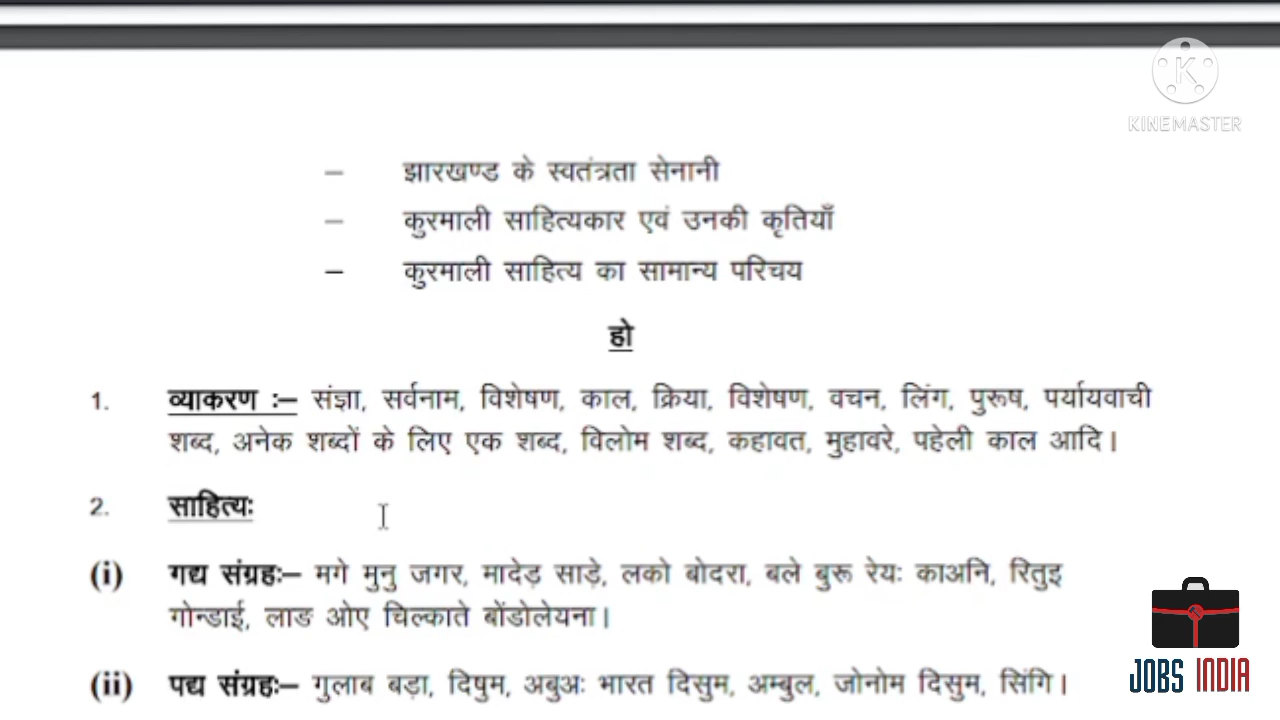 KINEMASTER
– झारखण्ड के स्वतंत्रता सेनानी
– कुरमाली साहित्यकार एवं उनकी कृतियाँ
– कुरमाली साहित्य का सामान्य परिचय
हो
1. व्याकरण :– संज्ञा, सर्वनाम, विशेषण, काल, क्रिया, विशेषण, वचन, लिंग, पुरूष, पर्यायवाची
शब्द, अनेक शब्दों के लिए एक शब्द, विलोम शब्द, कहावत, मुहावरे, पहेली काल आदि।
2. साहित्यः
(i) गद्य संग्रहः– मगे मुनु जगर, मादेड़ साड़े, लको बोदरा, बले बुरू रेयः काअनि, रितुइ
गोन्डाई, लाङ ओए चिल्काते बोंडोलेयना।
(ii) पद्य संग्रहः– गुलाब बड़ा, दिषुम, अबुअः भारत दिसुम, अम्बुल, जोनोम दिसुम, सिंगि।
JOBS INDIA